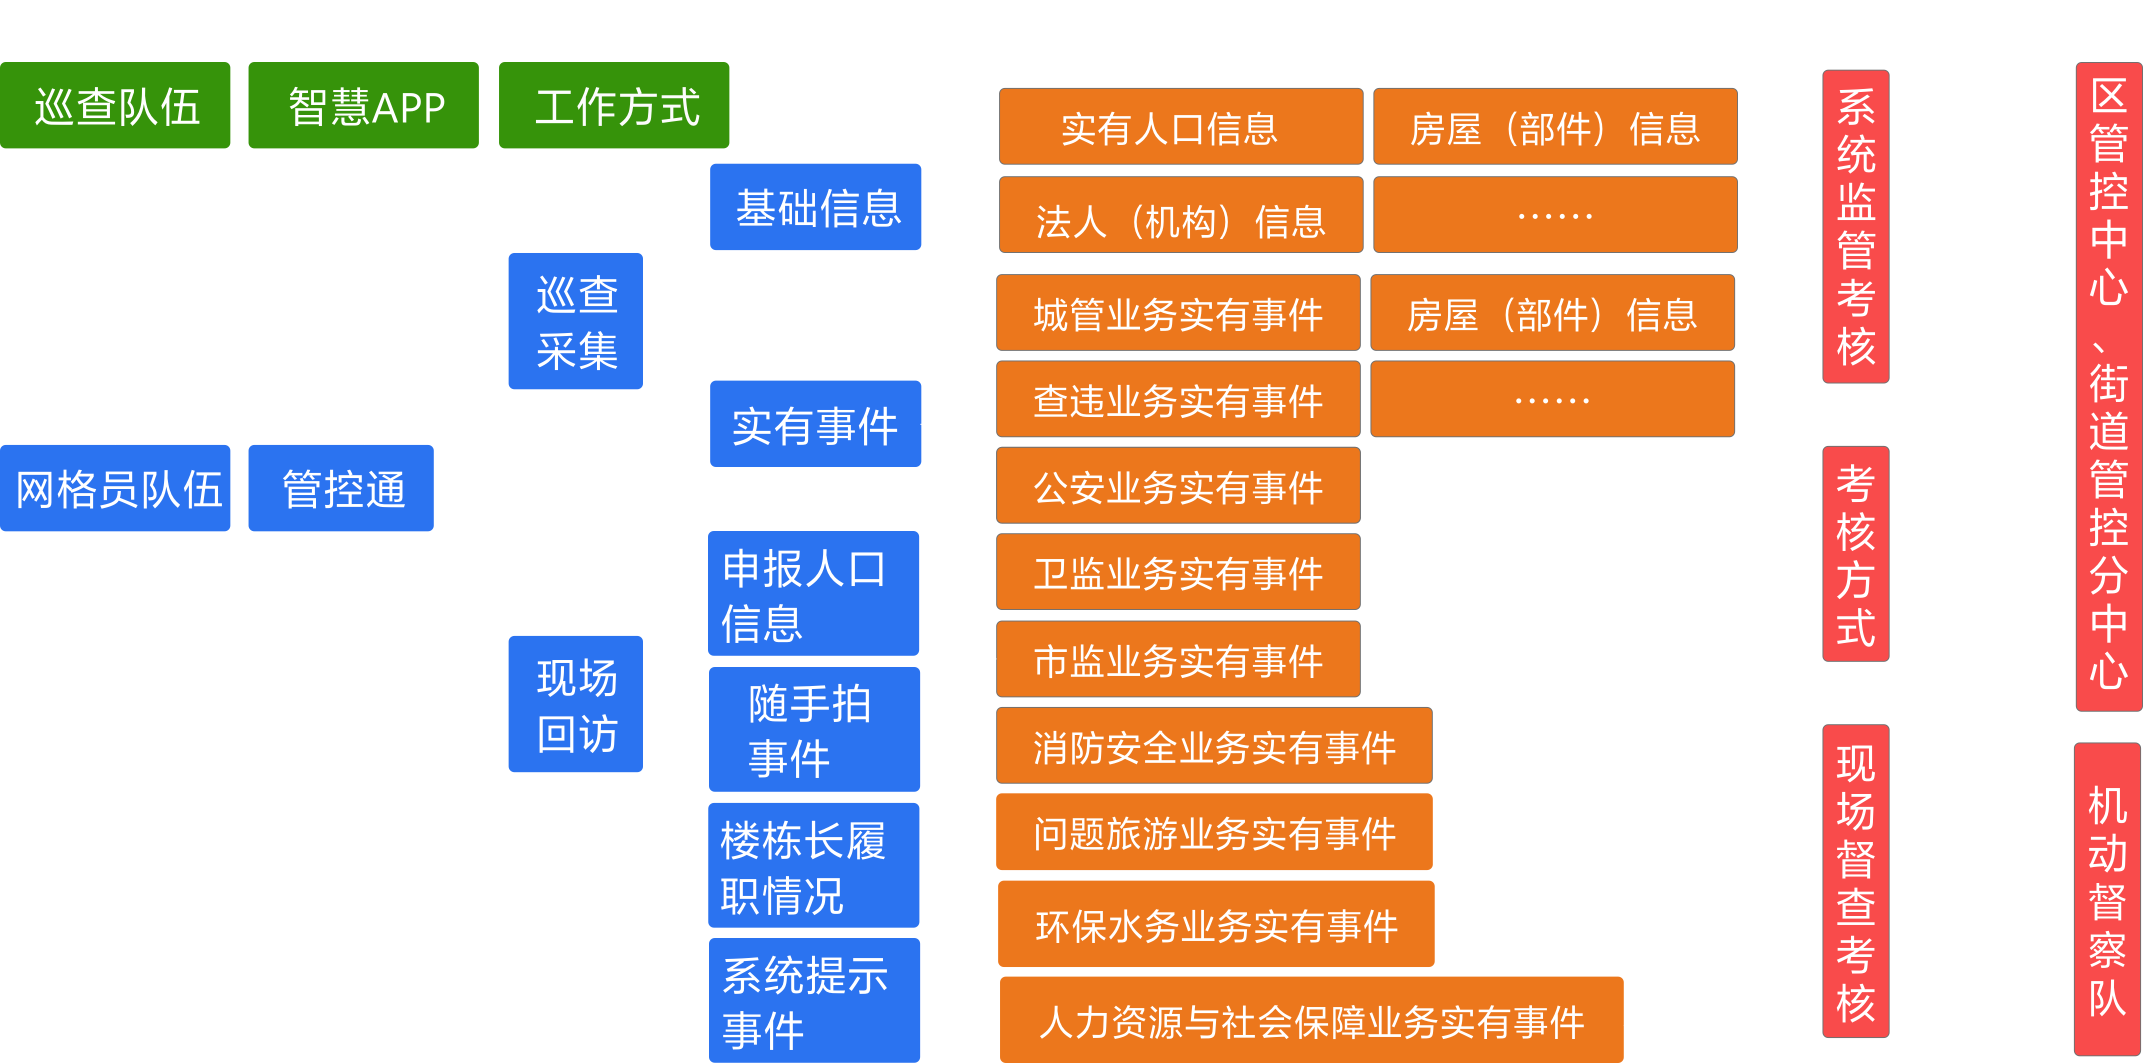 巡查队伍
智慧APP
工作方式
网格员队伍
管控通
巡查
采集
现场
回访
基础信息
实有事件
申报人口
信息
随手拍
事件
楼栋长履
职情况
系统提示
事件
实有人口信息
房屋（部件）信息
法人（机构）信息
······
城管业务实有事件
房屋（部件）信息
查违业务实有事件
······
公安业务实有事件
卫监业务实有事件
市监业务实有事件
消防安全业务实有事件
问题旅游业务实有事件
环保水务业务实有事件
人力资源与社会保障业务实有事件
系统监管考核
考核方式
现场督查考核
区管控中心、街道管控分中心
机动督察队